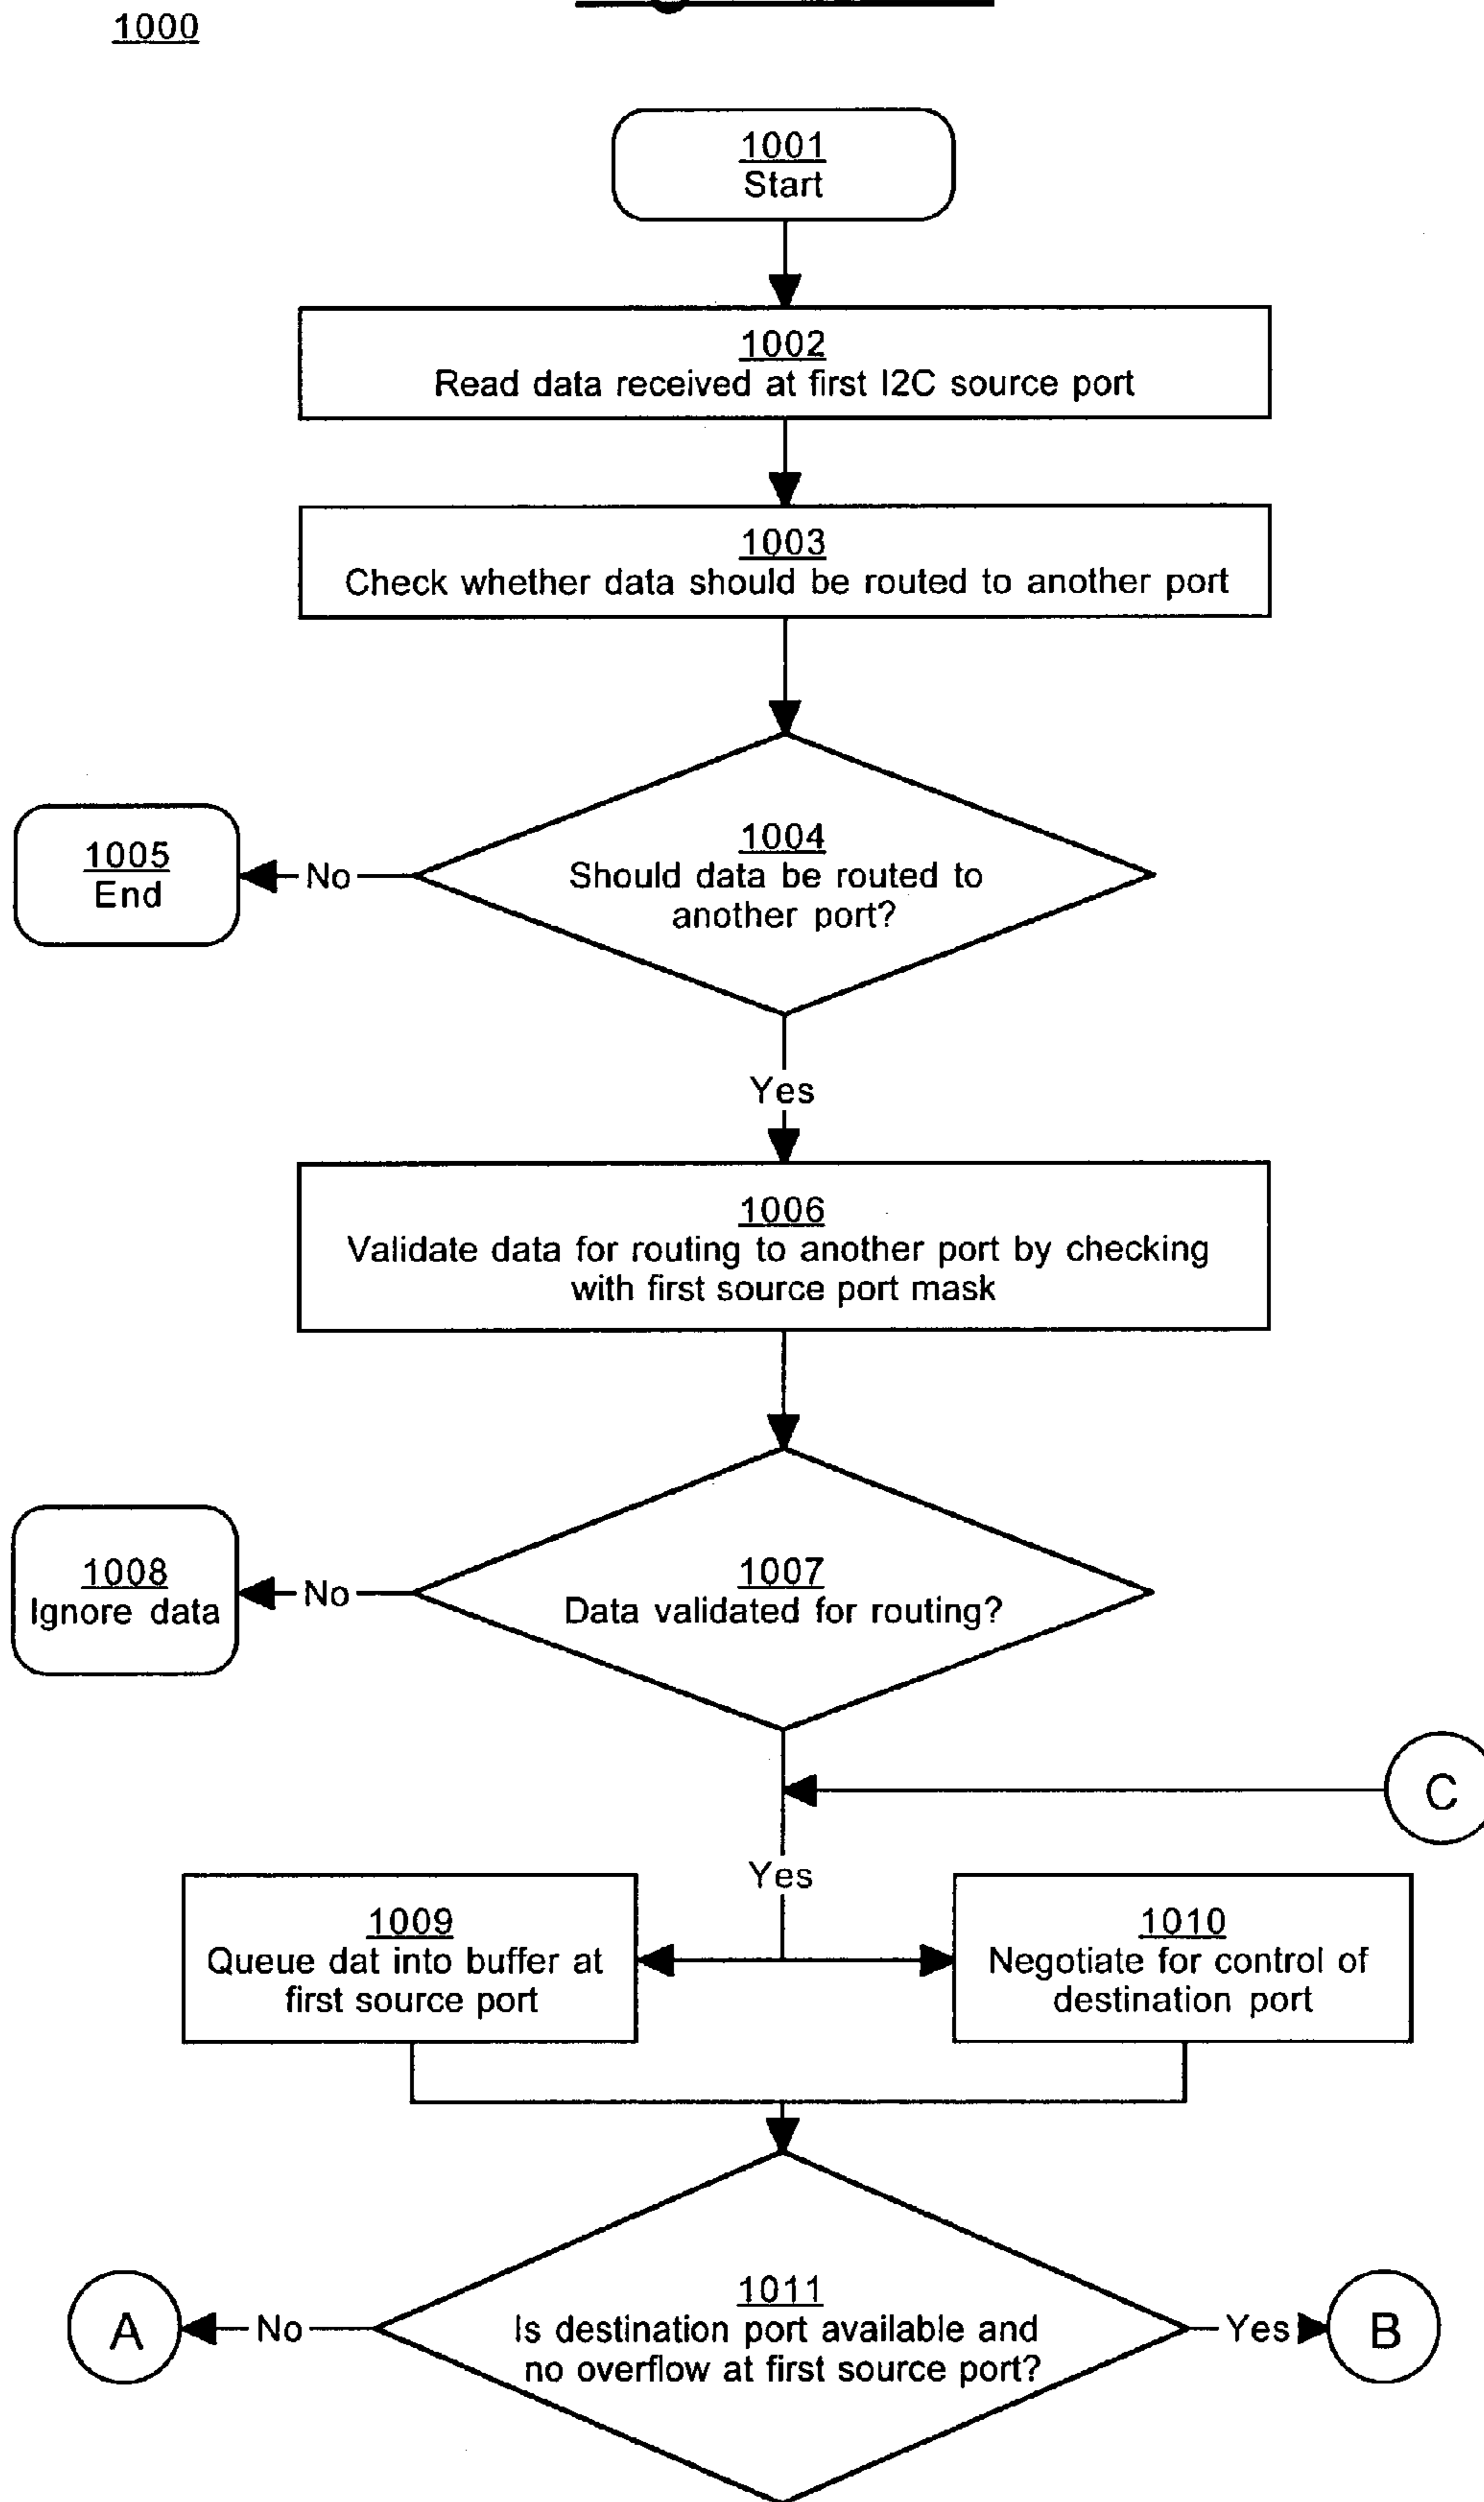 1000
1001
Start
1002
Read data received at first I2C source port
1003
Check whether data should be routed to another port
1004
Should data be routed to
another port?
No
1005
End
Yes
1006
Validate data for routing to another port by checking
with first source port mask
1007
Data validated for routing?
No
1008
Ignore data
C
Yes
1009
Queue dat into buffer at
first source port
1010
Negotiate for control of
destination port
1011
Is destination port available and
no overflow at first source port?
No
A
Yes
B